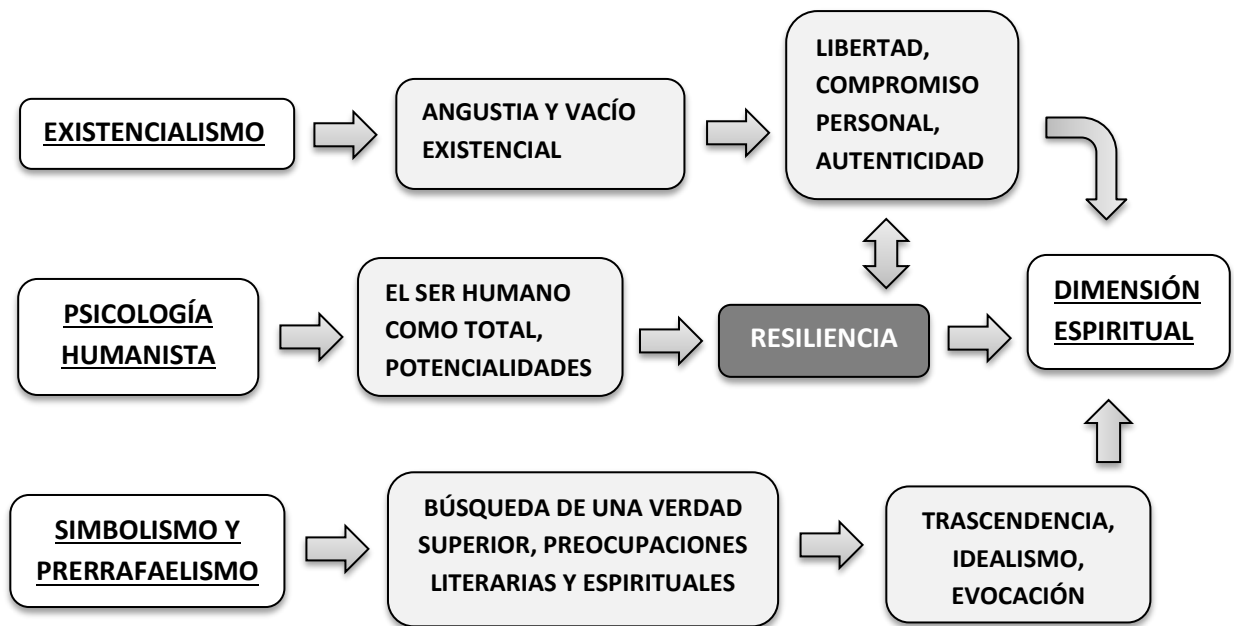 EXISTENCIALISMO
ANGUSTIA Y VACÍO
EXISTENCIAL
LIBERTAD,
COMPROMISO
PERSONAL,
AUTENTICIDAD
PSICOLOGÍA
HUMANISTA
EL SER HUMANO
COMO TOTAL,
POTENCIALIDADES
RESILIENCIA
DIMENSIÓN
ESPIRITUAL
SIMBOLISMO Y
PRERRAFAELISMO
BÚSQUEDA DE UNA VERDAD
SUPERIOR, PREOCUPACIONES
LITERARIAS Y ESPIRITUALES
TRASCENDENCIA,
IDEALISMO,
EVOCACIÓN